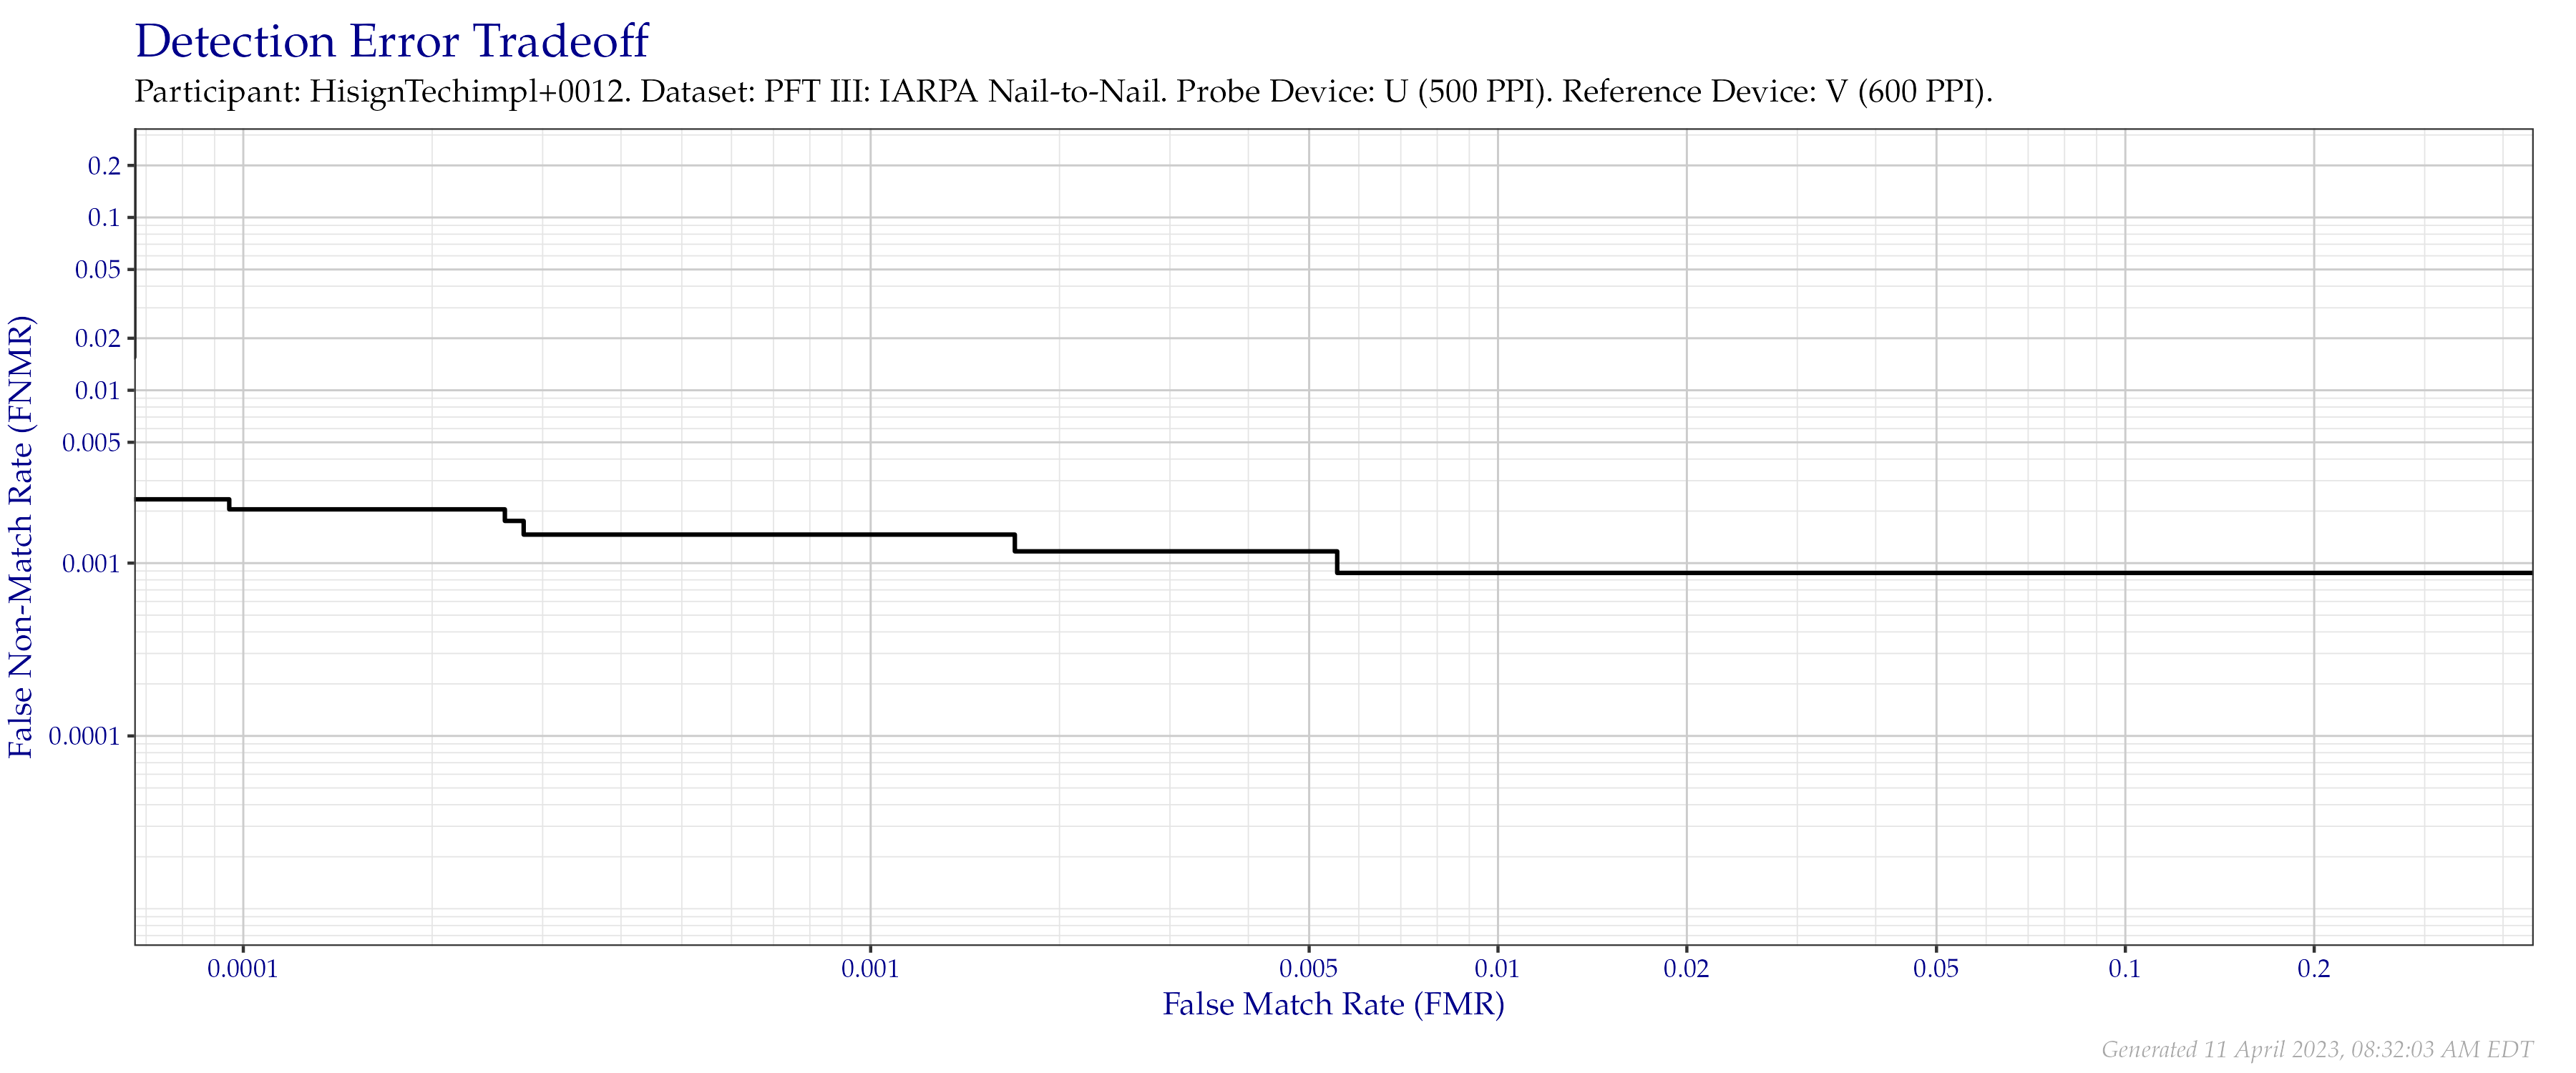 Detection Error Tradeoff
Participant: HisignTechimpl+0012. Dataset: PFT III: IARPA Nail-to-Nail. Probe Device: U (500 PPI). Reference Device: V (600 PPI).
False Non-Match Rate (FNMR)
0.2
0.1
0.05
0.02
0.01
0.005
0.001
0.0001
0.0001 0.001 0.005 0.01 0.02 0.05 0.1 0.2
False Match Rate (FMR)
Generated 11 April 2023, 08:32:03 AM EDT